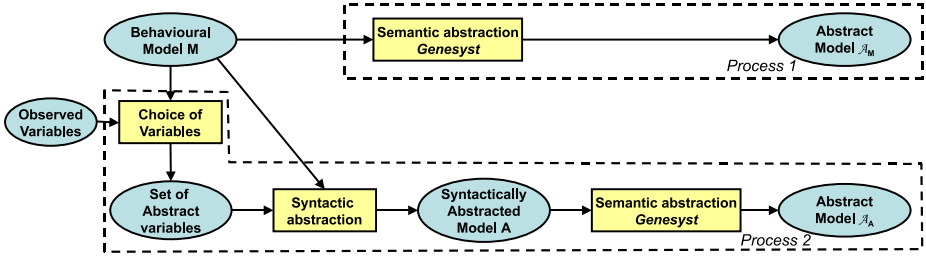 Behavioural
Model M
Semantic abstraction
Genesyst
Abstract
Model 𝒜M
Process 1
Observed
Variables
Choice of
Variables
Set of
Abstract
variables
Syntactic
abstraction
Syntactically
Abstracted
Model A
Semantic abstraction
Genesyst
Abstract
Model 𝒜A
Process 2